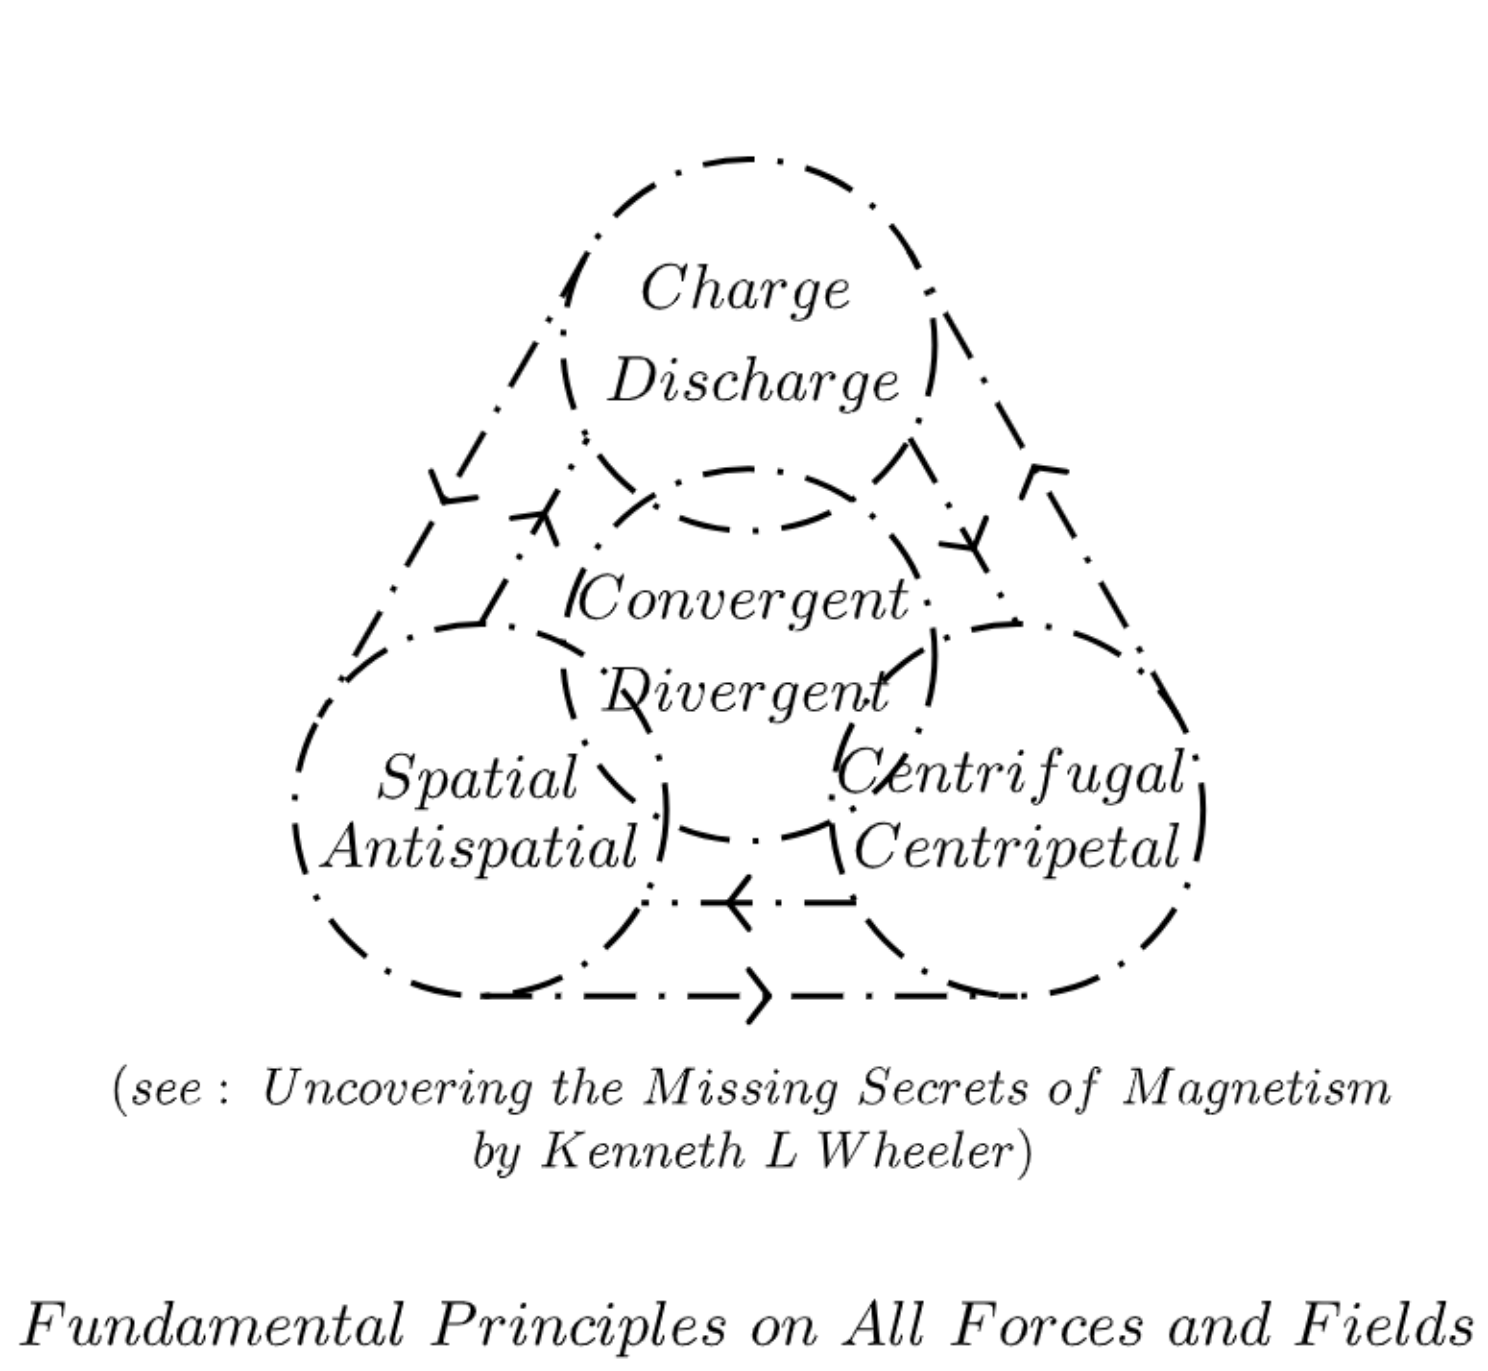 Charge
Discharge
Convergent
Divergent
Spatial
Antispatial
Centrifugal
Centripetal
(see : Uncovering the Missing Secrets of Magnetism
by Kenneth L Wheeler)
Fundamental Principles on All Forces and Fields